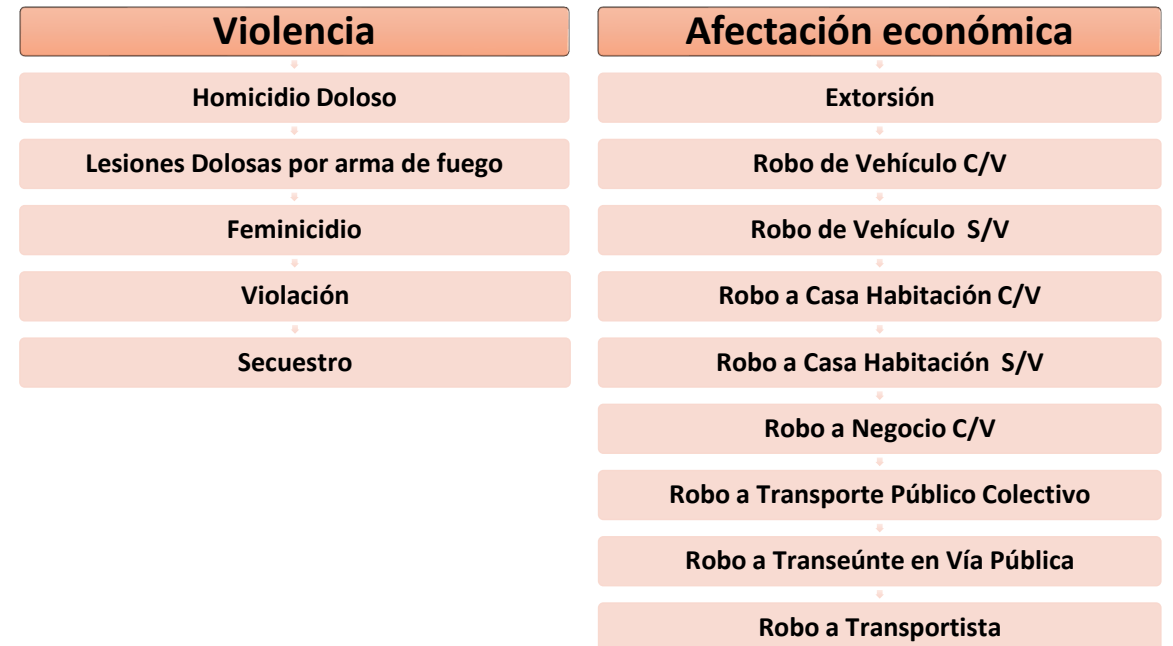 Violencia
Homicidio Doloso
Lesiones Dolosas por arma de fuego
Feminicidio
Violación
Secuestro
Afectación económica
Extorsión
Robo de Vehículo C/V
Robo de Vehículo S/V
Robo a Casa Habitación C/V
Robo a Casa Habitación S/V
Robo a Negocio C/V
Robo a Transporte Público Colectivo
Robo a Transeúnte en Vía Pública
Robo a Transportista